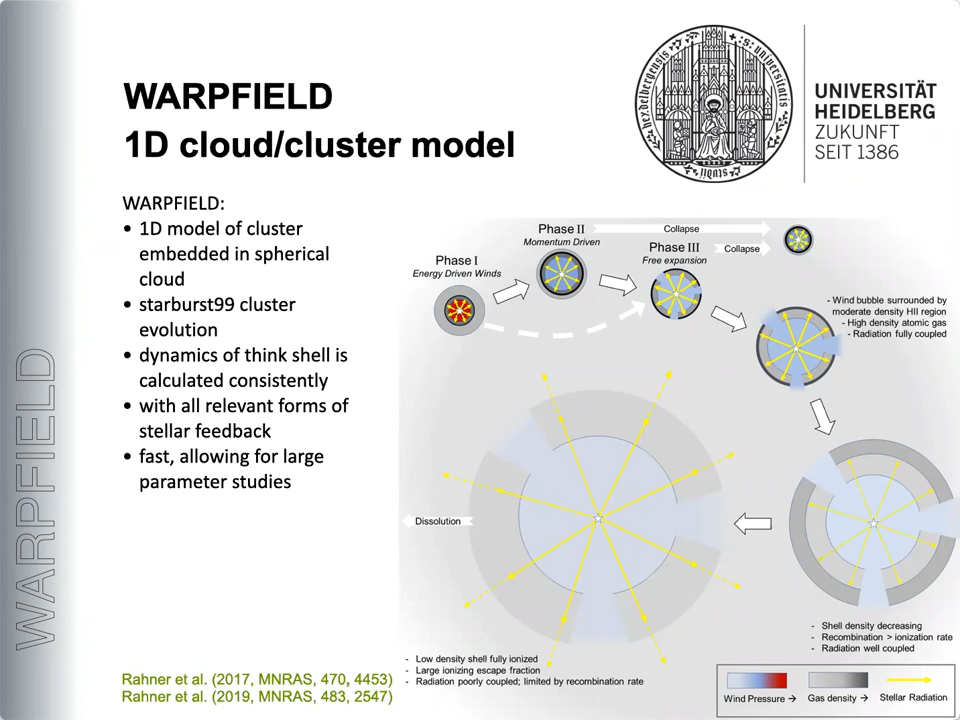 WARPFIELD
1D cloud/cluster model
UNIVERSITÄT
HEIDELBERG
ZUKUNFT
SEIT 1386
WARPFIELD:
• 1D model of cluster
embedded in spherical
cloud
• starburst99 cluster
evolution
• dynamics of think shell is
calculated consistently
• with all relevant forms of
stellar feedback
• fast, allowing for large
parameter studies
Rahner et al. (2017, MNRAS, 470, 4453)
Rahner et al. (2019, MNRAS, 483, 2547)
WARPFIELD
Phase I
Energy Driven Winds
Phase II
Momentum Driven
Collapse
Phase III
Free expansion
Collapse
- Wind bubble surrounded by
moderate density HII region
- High density atomic gas
- Radiation fully coupled
Dissolution
- Shell density decreasing
- Recombination > ionization rate
- Radiation well coupled
- Low density shell fully ionized
- Large ionizing escape fraction
- Radiation poorly coupled; limited by recombination rate
Wind Pressure → Gas density → Stellar Radiation